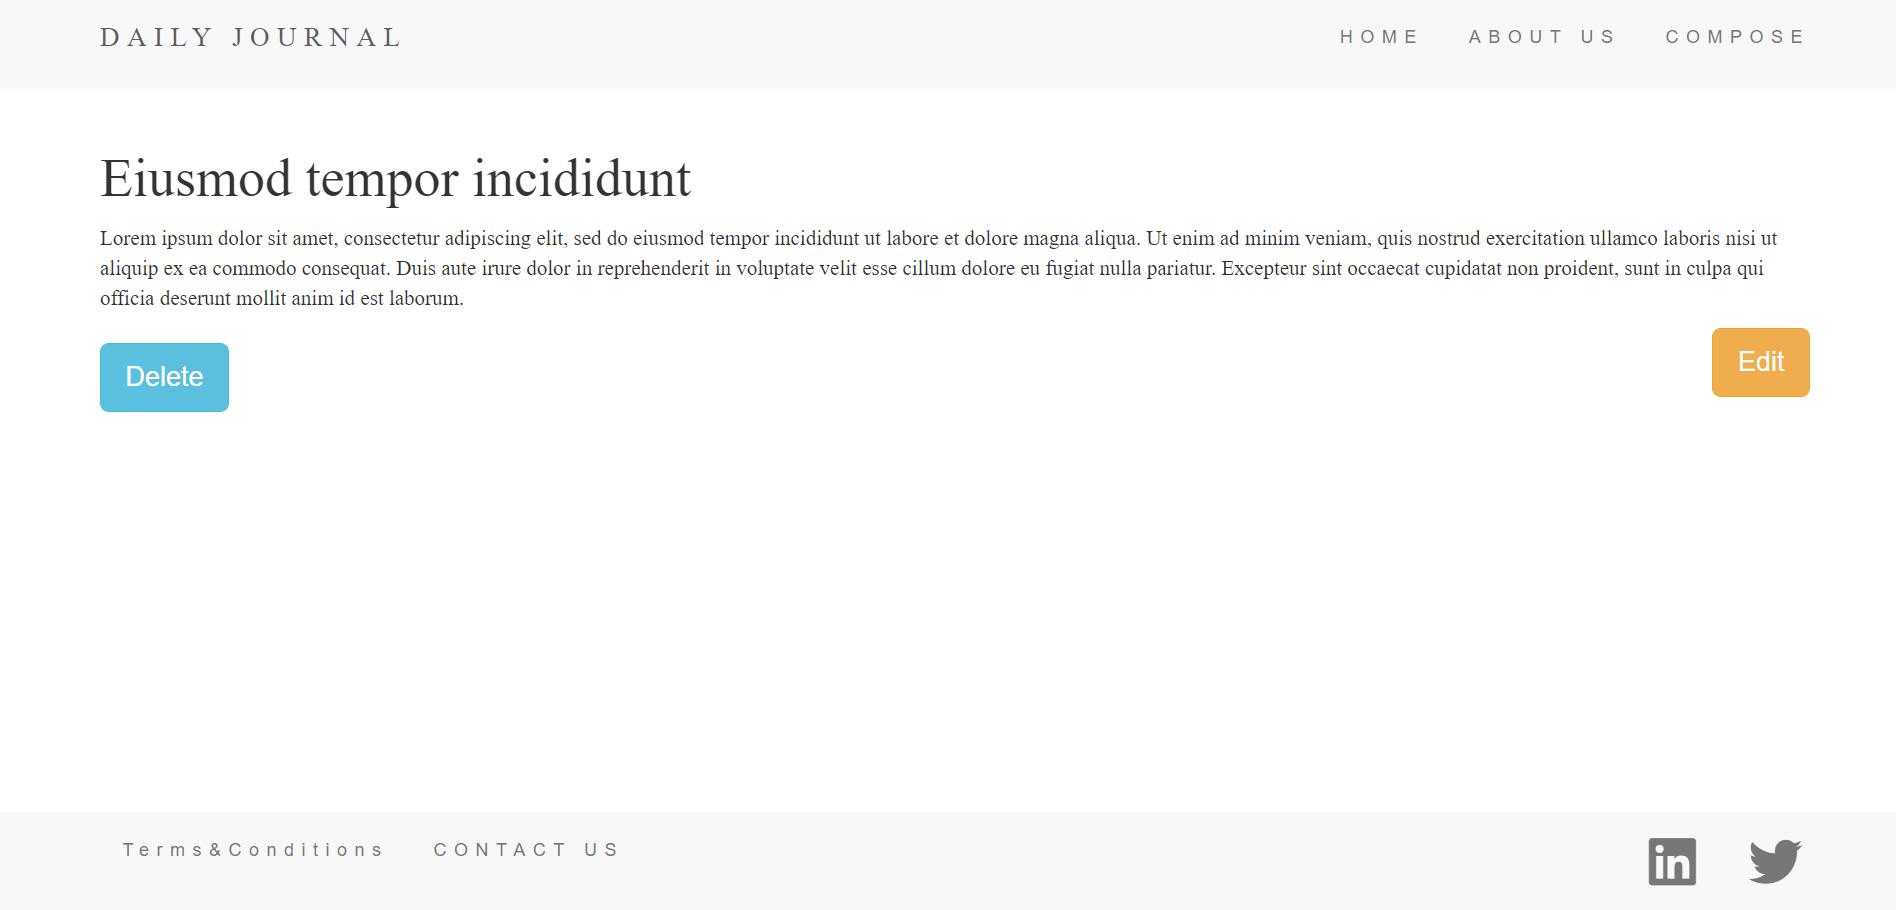 DAILY JOURNAL
HOME ABOUT US COMPOSE
Eiusmod tempor incididunt
Lorem ipsum dolor sit amet, consectetur adipiscing elit, sed do eiusmod tempor incididunt ut labore et dolore magna aliqua. Ut enim ad minim veniam, quis nostrud exercitation ullamco laboris nisi ut
aliquip ex ea commodo consequat. Duis aute irure dolor in reprehenderit in voluptate velit esse cillum dolore eu fugiat nulla pariatur. Excepteur sint occaecat cupidatat non proident, sunt in culpa qui
officia deserunt mollit anim id est laborum.
Delete
Edit
Terms&Conditions CONTACT US
in